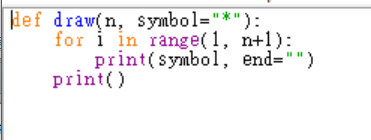 def draw(n, symbol="*"):
    for i in range(1, n+1):
        print(symbol, end="")
    print()